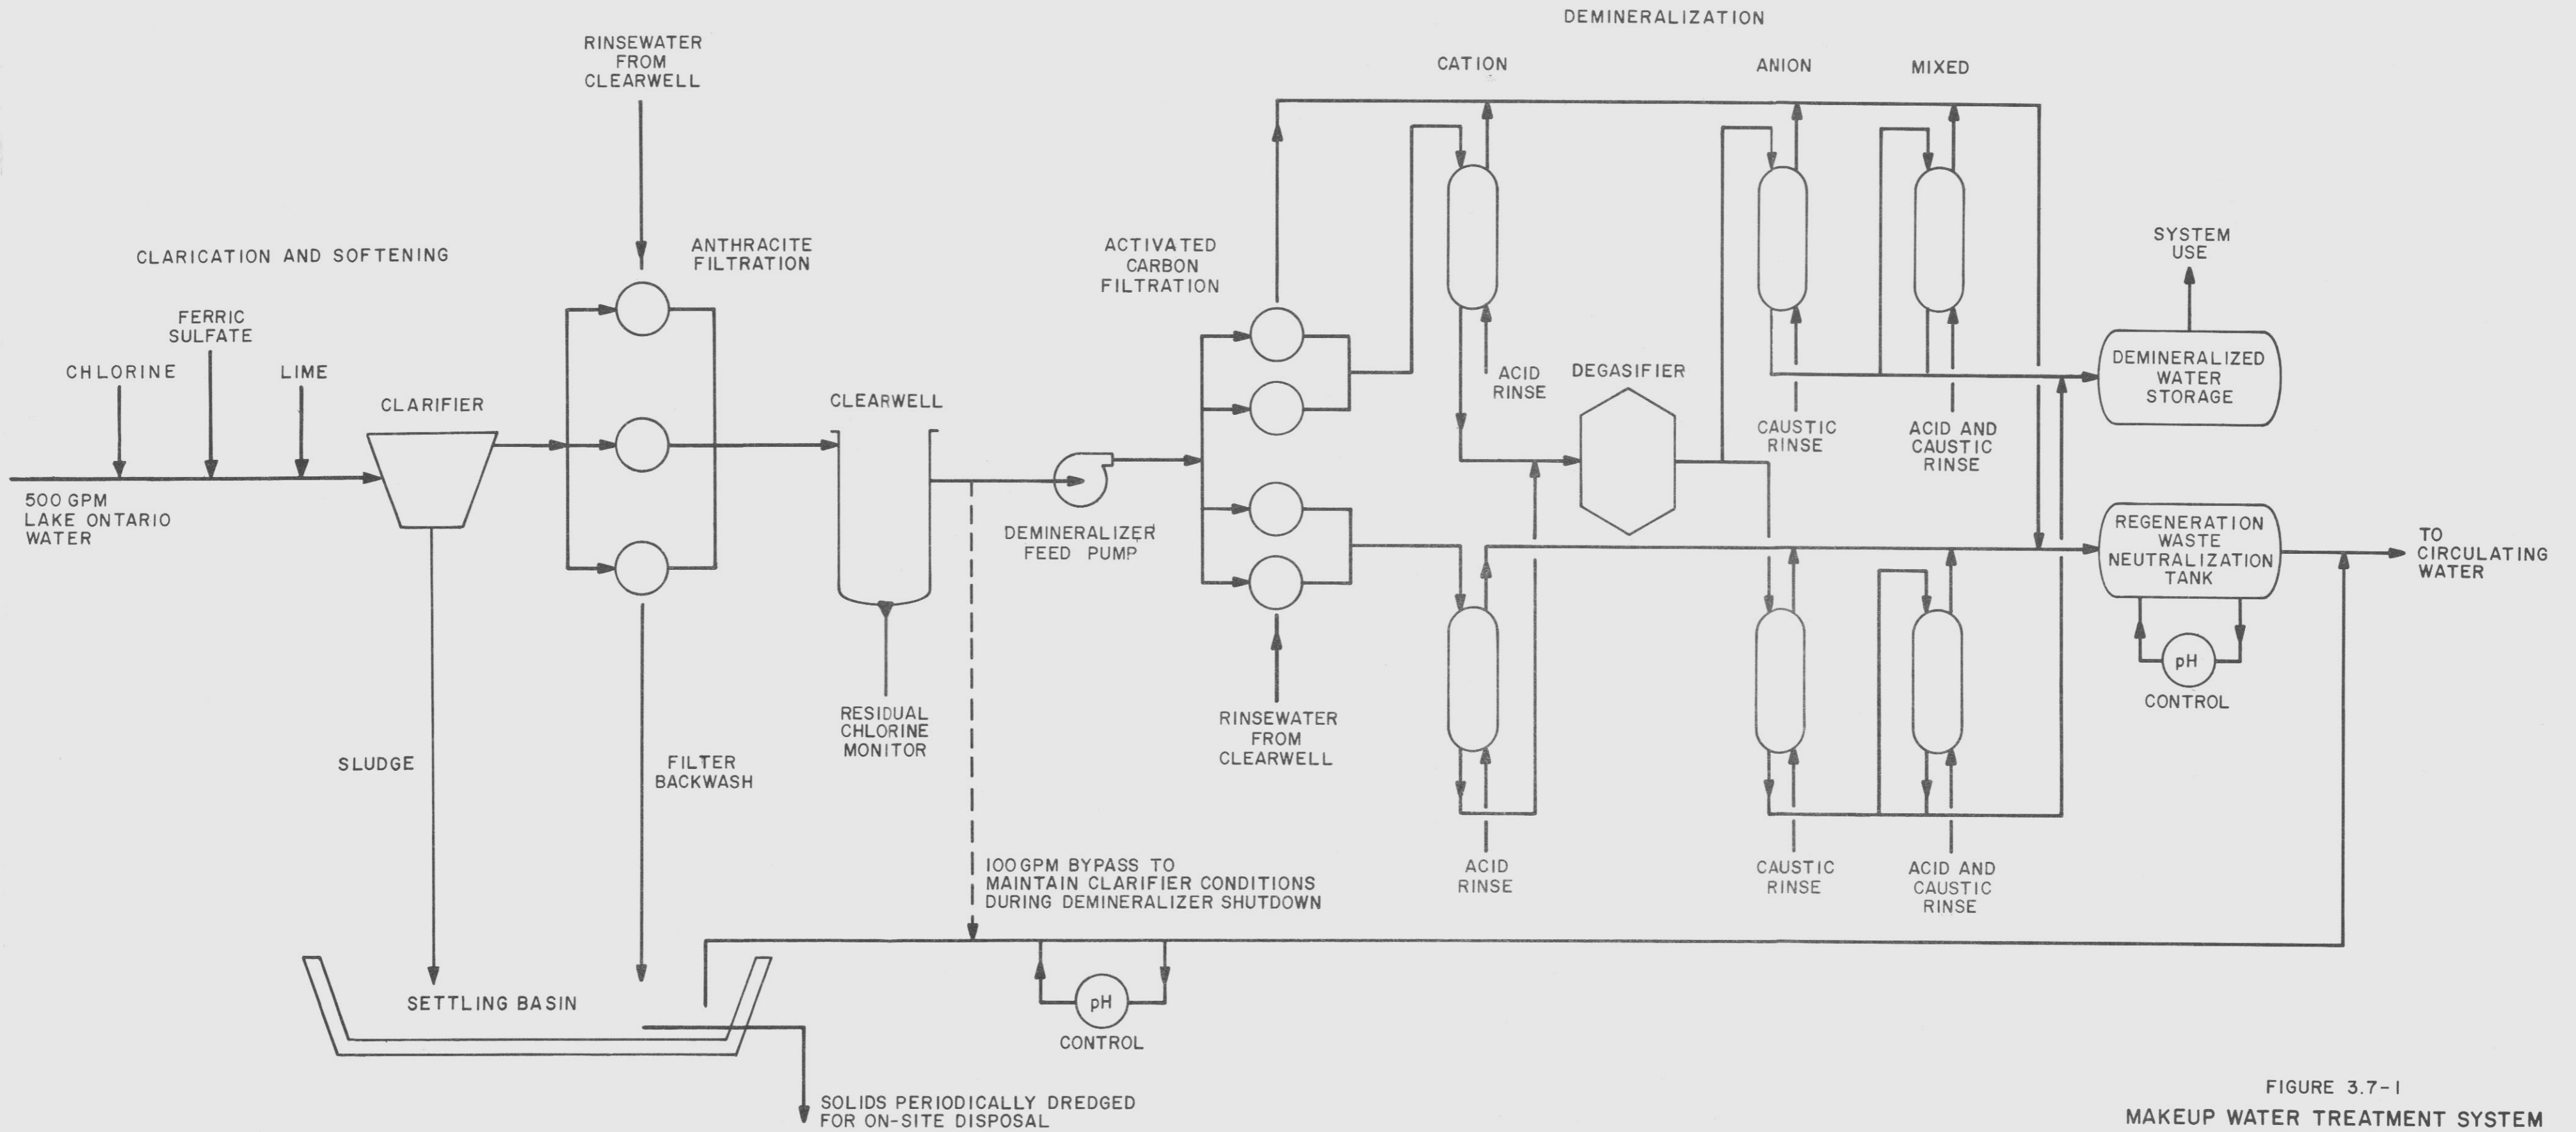 DEMINERALIZATION
CATION
ANION
MIXED
RINSEWATER
FROM
CLEARWELL
CLARICATION AND SOFTENING
ANTHRACITE
FILTRATION
ACTIVATED
CARBON
FILTRATION
CHLORINE
FERRIC
SULFATE
LIME
CLARIFIER
CLEARWELL
500 GPM
LAKE ONTARIO
WATER
DEMINERALIZER
FEED PUMP
ACID
RINSE
DEGASIFIER
CAUSTIC
RINSE
ACID AND
CAUSTIC
RINSE
SYSTEM
USE
DEMINERALIZED
WATER
STORAGE
REGENERATION
WASTE
NEUTRALIZATION
TANK
TO
CIRCULATING
WATER
pH
CONTROL
RESIDUAL
CHLORINE
MONITOR
RINSEWATER
FROM
CLEARWELL
SLUDGE
FILTER
BACKWASH
100 GPM BYPASS TO
MAINTAIN CLARIFIER CONDITIONS
DURING DEMINERALIZER SHUTDOWN
ACID
RINSE
CAUSTIC
RINSE
ACID AND
CAUSTIC
RINSE
SETTLING BASIN
pH
CONTROL
SOLIDS PERIODICALLY DREDGED
FOR ON-SITE DISPOSAL
FIGURE 3.7-1
MAKEUP WATER TREATMENT SYSTEM